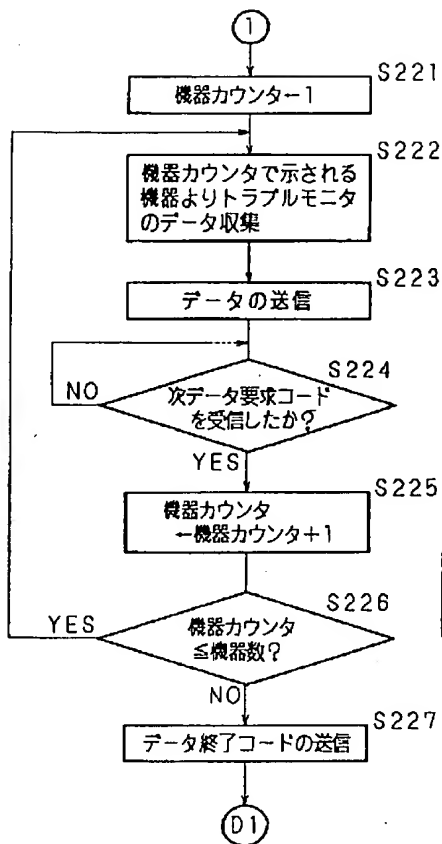 1
S221
機器カウンター1
S222
機器カウンタで示される
機器よりトラブルモニタ
のデータ収集
S223
データの送信
S224
NO
次データ要求コード
を受信したか?
YES
S225
機器カウンタ
←機器カウンタ+1
S226
YES
機器カウンタ
≦機器数?
NO
S227
データ終了コードの送信
D1